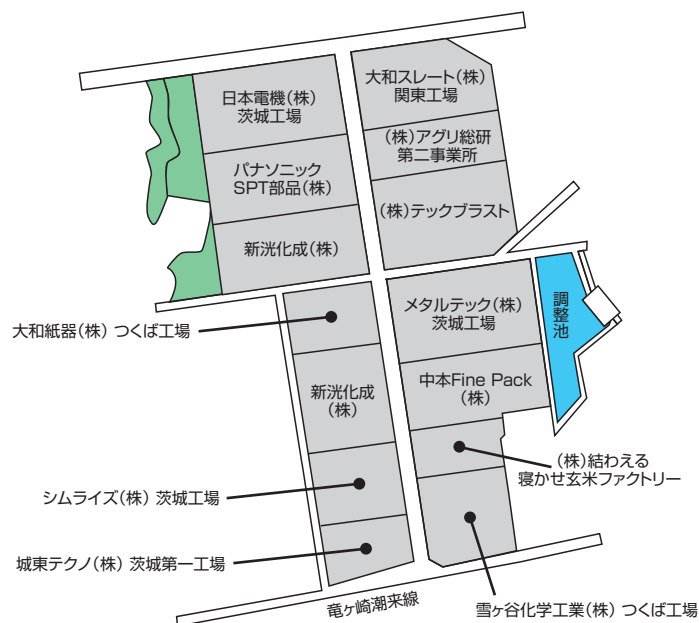 日本電機(株)
茨城工場
大和スレート(株)
関東工場
(株)アグリ総研
第二事業所
パナソニック
SPT部品(株)
(株)テックブラスト
新洸化成(株)
メタルテック(株)
茨城工場
調整池
大和紙器(株) つくば工場
新洸化成
(株)
中本Fine Pack
(株)
(株)結わえる
寝かせ玄米ファクトリー
シムライズ(株) 茨城工場
城東テクノ(株) 茨城第一工場
竜ヶ崎潮来線
雪ヶ谷化学工業(株) つくば工場